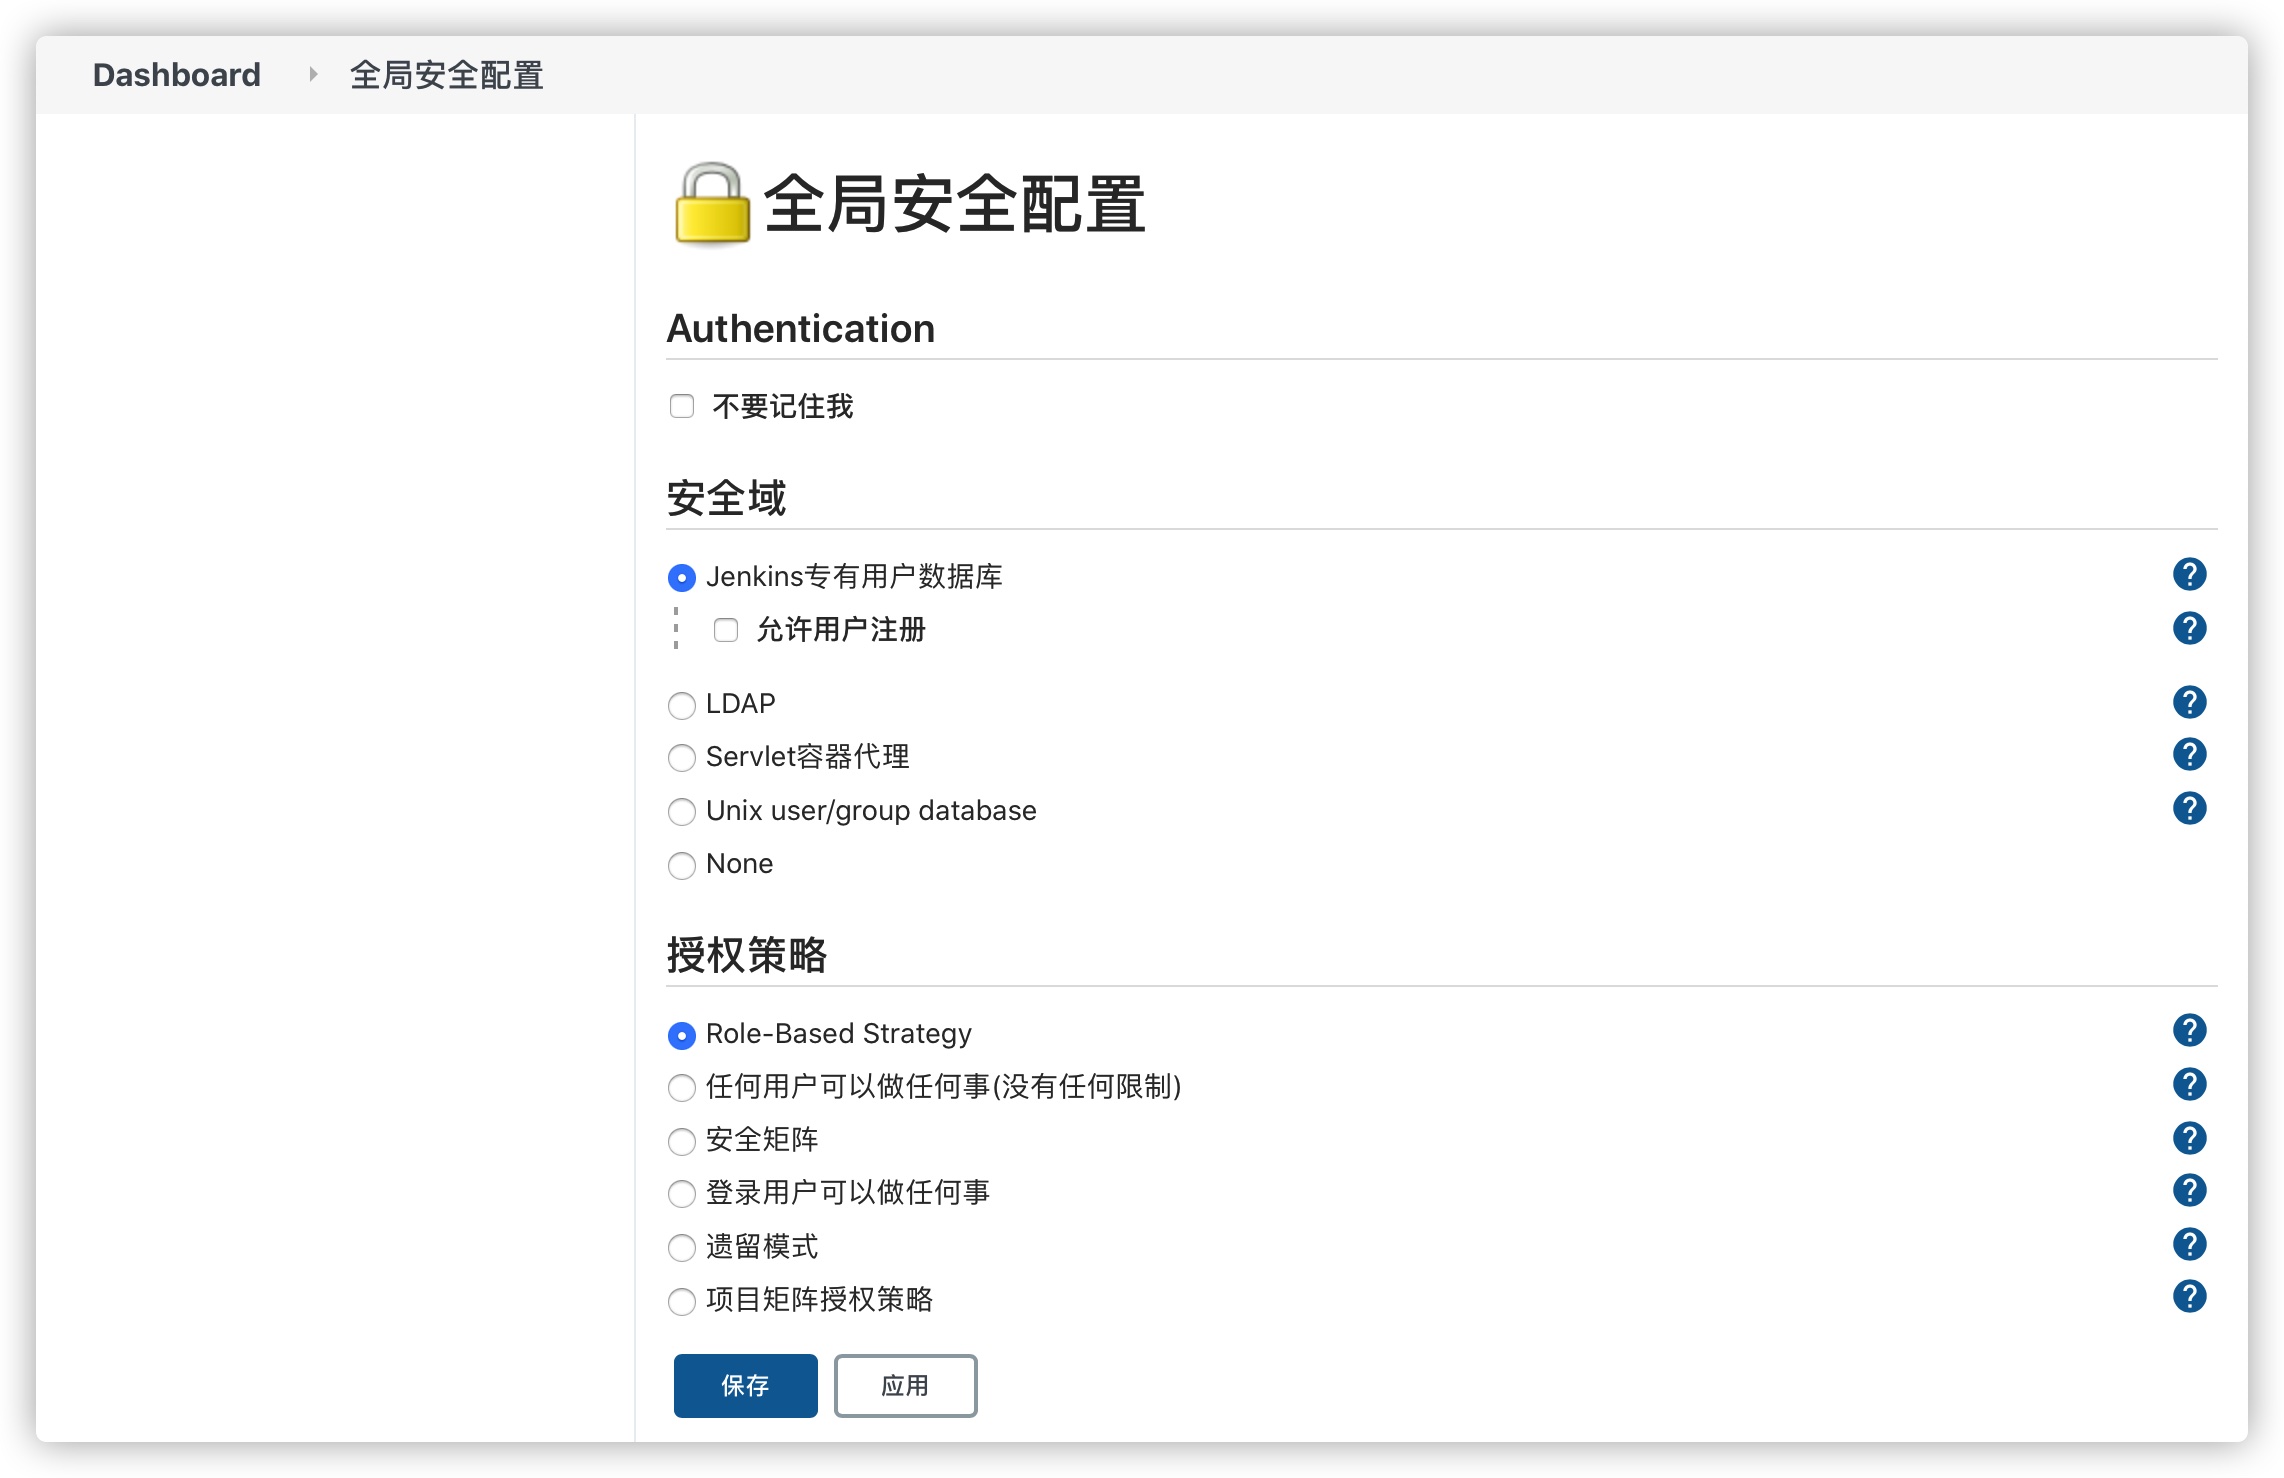 Dashboard 全局安全配置
全局安全配置
Authentication
不要记住我
安全域
Jenkins专有用户数据库 ?
允许用户注册 ?
LDAP ?
Servlet容器代理 ?
Unix user/group database ?
None
授权策略
Role-Based Strategy ?
任何用户可以做任何事(没有任何限制) ?
安全矩阵 ?
登录用户可以做任何事 ?
遗留模式 ?
项目矩阵授权策略 ?
保存 应用